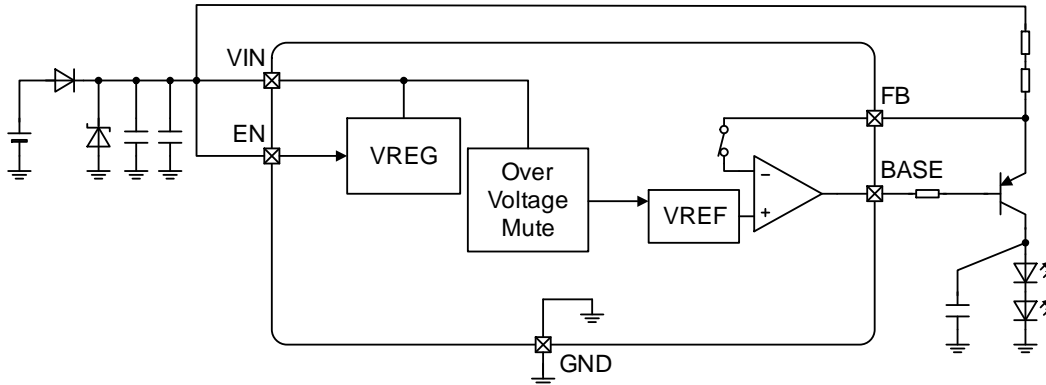 VIN
FB
EN
VREG
BASE
Over
Voltage
Mute
VREF
−
+
GND